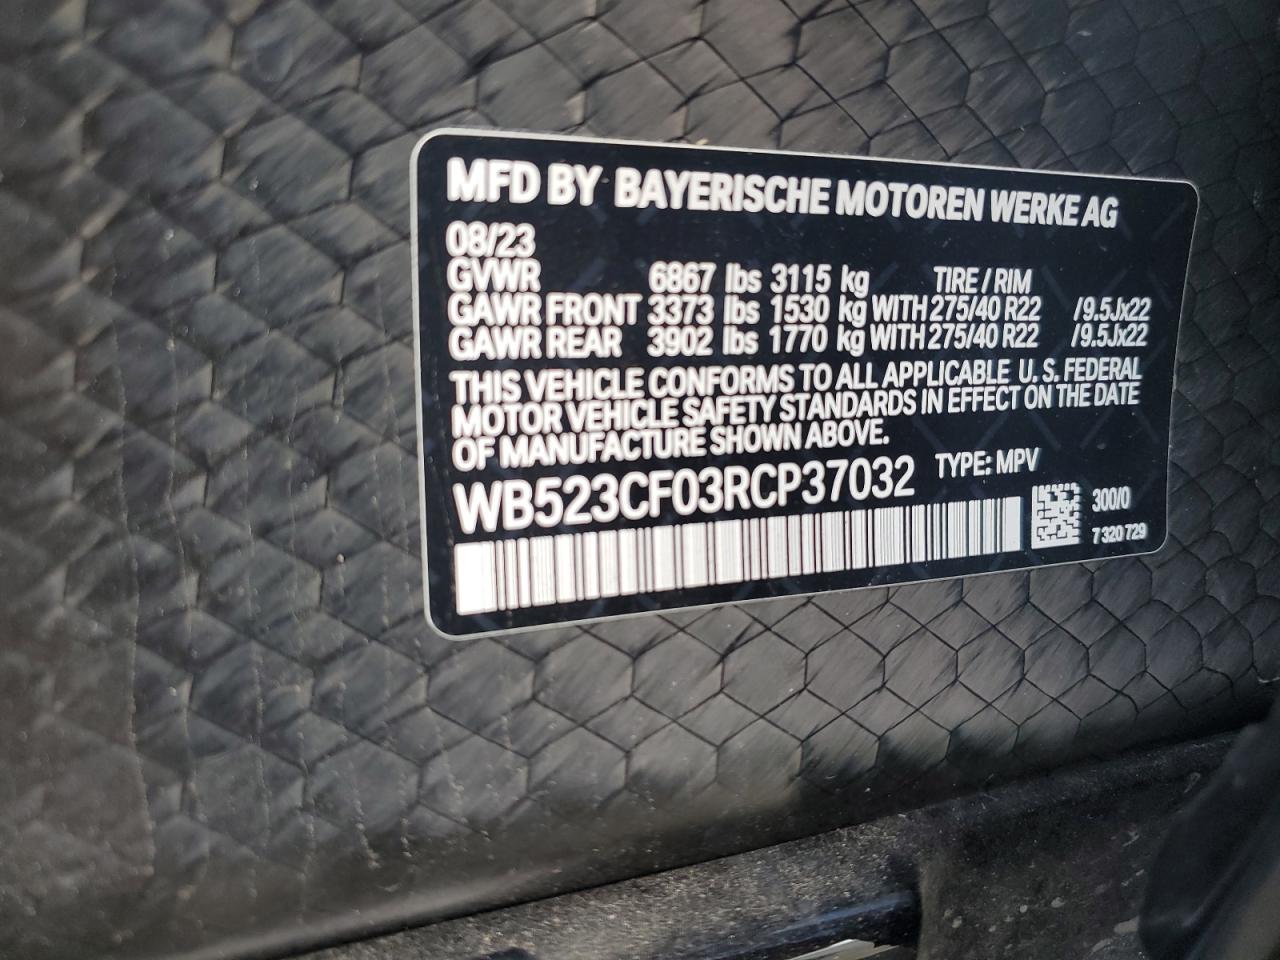 MFD BY BAYERISCHE MOTOREN WERKE AG
08/23
GVWR 6867 lbs 3115 kg TIRE / RIM
GAWR FRONT 3373 lbs 1530 kg WITH 275/40 R22 /9.5Jx22
GAWR REAR 3902 lbs 1770 kg WITH 275/40 R22 /9.5Jx22
THIS VEHICLE CONFORMS TO ALL APPLICABLE U. S. FEDERAL
MOTOR VEHICLE SAFETY STANDARDS IN EFFECT ON THE DATE
OF MANUFACTURE SHOWN ABOVE.
WB523CF03RCP37032 TYPE: MPV
300/0
7 320 729